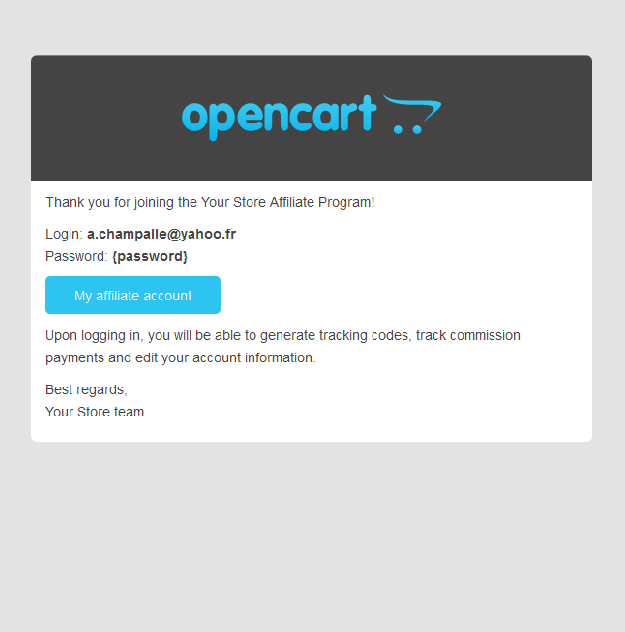 opencart
Thank you for joining the Your Store Affiliate Program!
Login: a.champalle@yahoo.fr
Password: {password}
My affiliate account
Upon logging in, you will be able to generate tracking codes, track commission
payments and edit your account information.
Best regards,
Your Store team